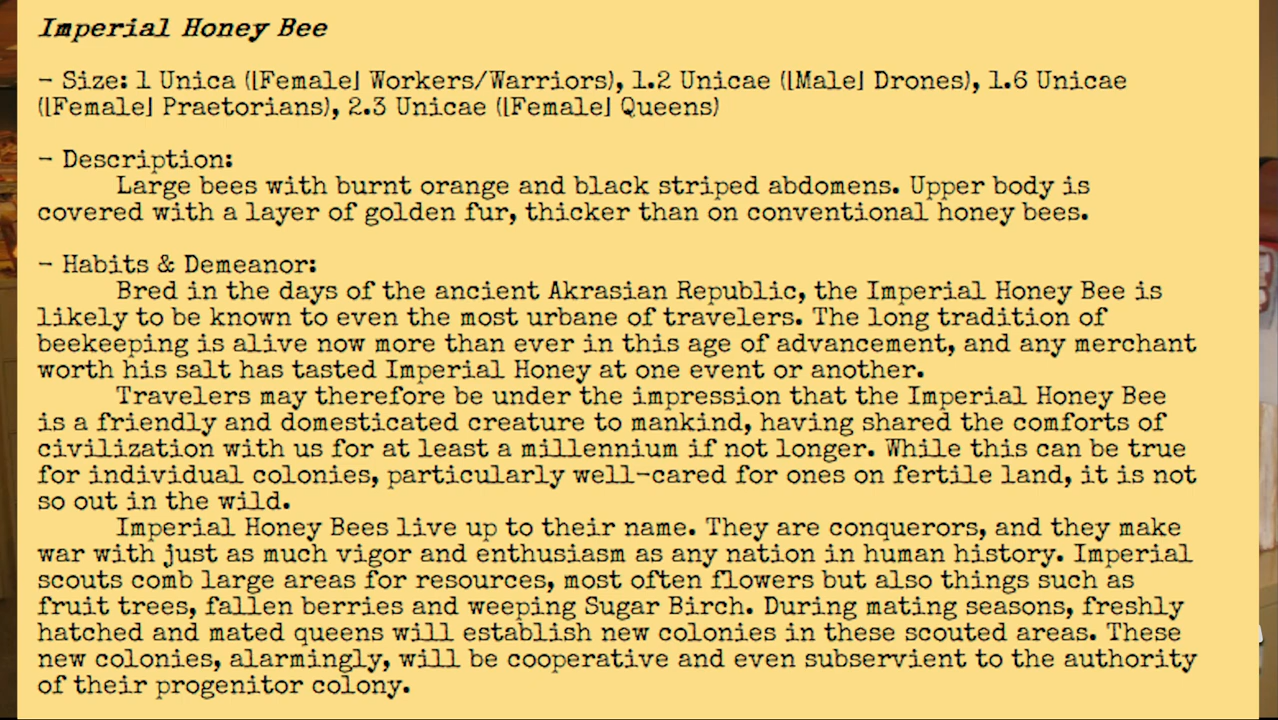 Imperial Honey Bee
- Size: 1 Unica ([Female] Workers/Warriors), 1.2 Unicae ([Male] Drones), 1.6 Unicae
([Female] Praetorians), 2.3 Unicae ([Female] Queens)
- Description:
Large bees with burnt orange and black striped abdomens. Upper body is
covered with a layer of golden fur, thicker than on conventional honey bees.
- Habits & Demeanor:
Bred in the days of the ancient Akrasian Republic, the Imperial Honey Bee is
likely to be known to even the most urbane of travelers. The long tradition of
beekeeping is alive now more than ever in this age of advancement, and any merchant
worth his salt has tasted Imperial Honey at one event or another.
Travelers may therefore be under the impression that the Imperial Honey Bee
is a friendly and domesticated creature to mankind, having shared the comforts of
civilization with us for at least a millennium if not longer. While this can be true
for individual colonies, particularly well-cared for ones on fertile land, it is not
so out in the wild.
Imperial Honey Bees live up to their name. They are conquerors, and they make
war with just as much vigor and enthusiasm as any nation in human history. Imperial
scouts comb large areas for resources, most often flowers but also things such as
fruit trees, fallen berries and weeping Sugar Birch. During mating seasons, freshly
hatched and mated queens will establish new colonies in these scouted areas. These
new colonies, alarmingly, will be cooperative and even subservient to the authority
of their progenitor colony.